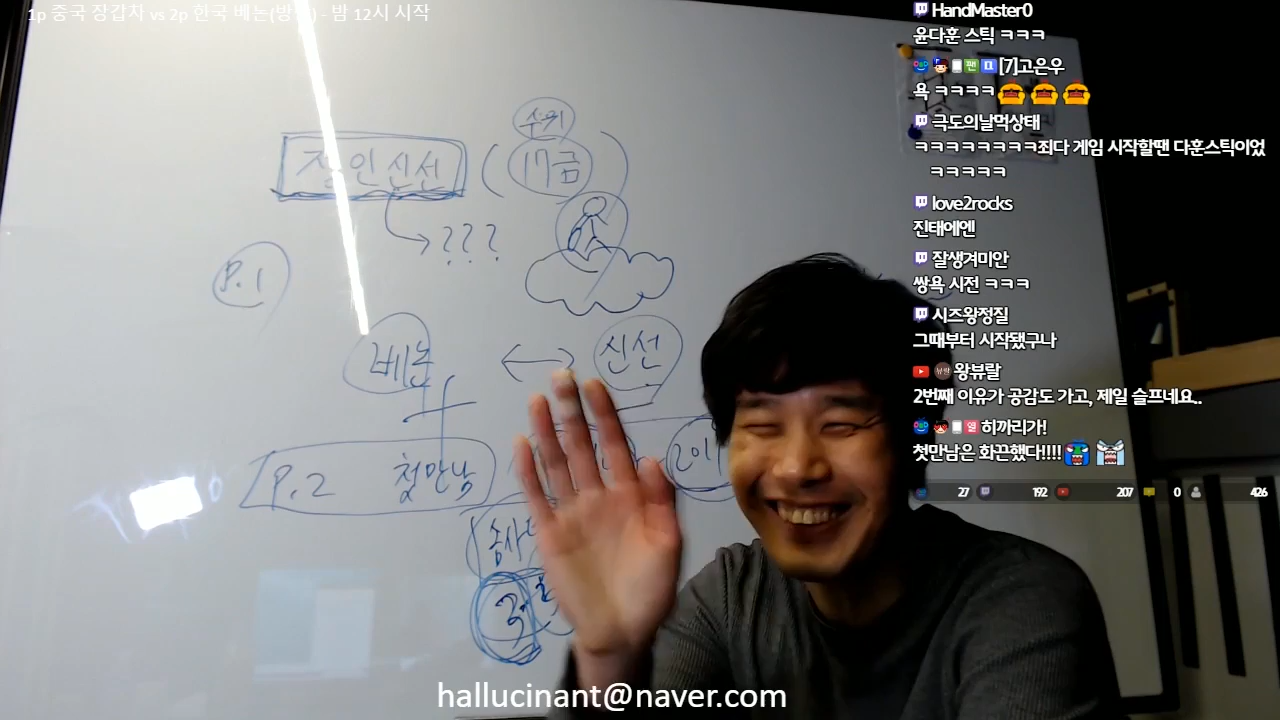 1p 중국 장갑차 vs 2p 한국 베는(방송) - 밤 12시 시작
HandMaster0
윤다훈 스틱 ㅋㅋㅋ
팬 [7]고은우
욕 ㅋㅋㅋㅋ
극도의날먹상태
ㅋㅋㅋㅋㅋㅋㅋㅋ죄다 게임 시작할땐 다훈스틱이었
ㅋㅋㅋㅋㅋ
love2rocks
진태에엔
잘생겨미안
쌍욕 시전 ㅋㅋㅋ
시즈왕정질
그때부터 시작됐구나
왕뷰랄
2번째 이유가 공감도 가고, 제일 슬프네요..
열 히까리가!
첫만남은 화끈했다!!!!
27 192 207 0 426
수위
인신선 ( 17금 )
???
P.1
베는 신선
P.2 첫만남 201
hallucinant@naver.com